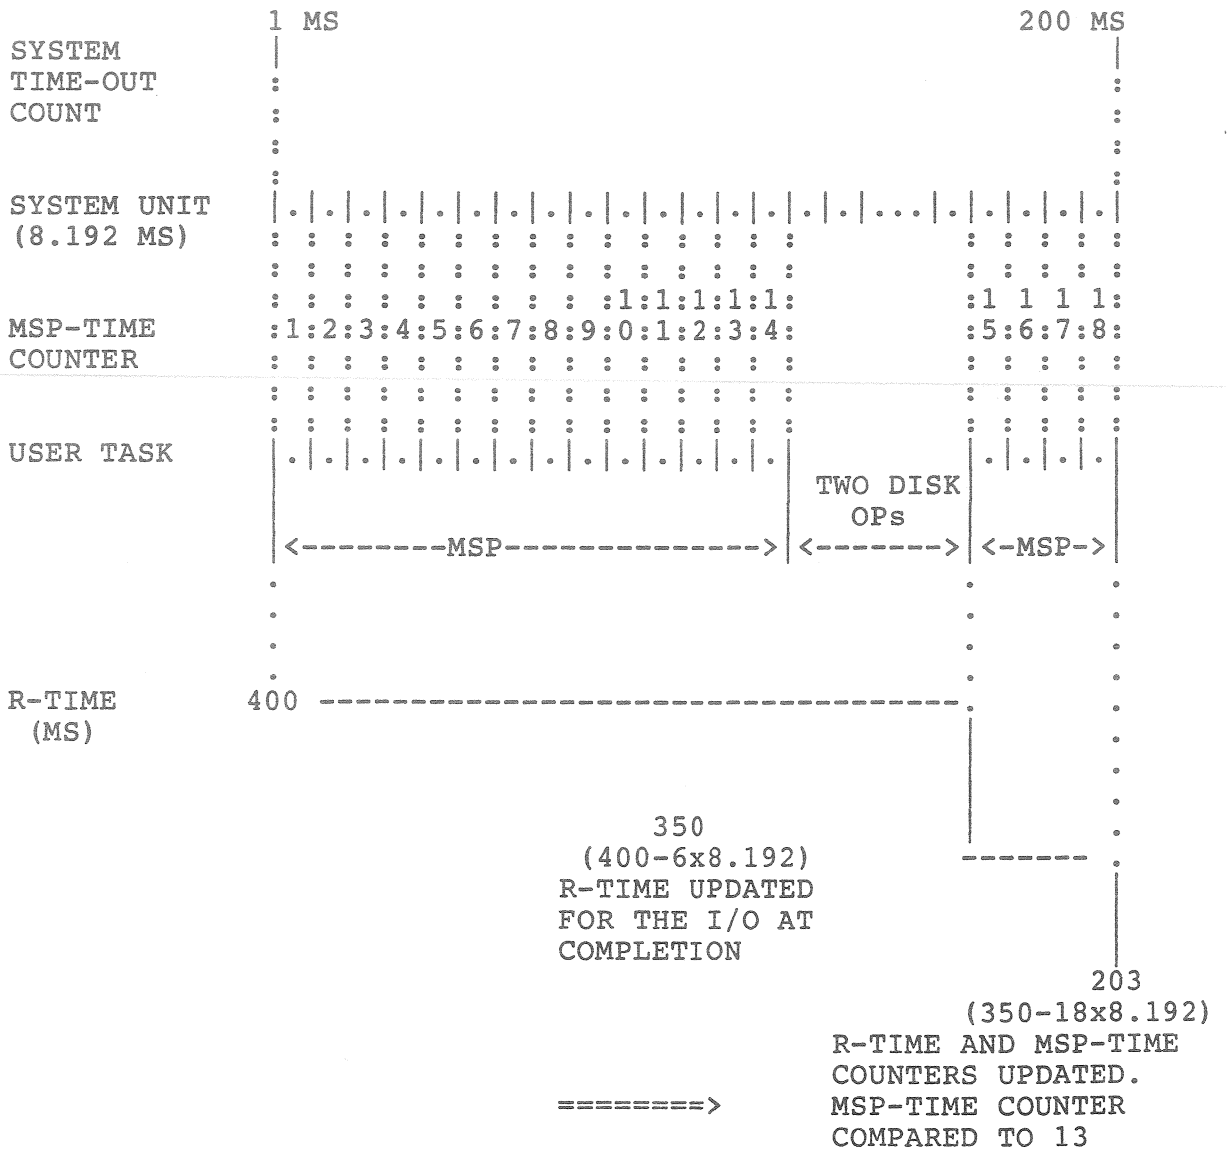 1 MS 200 MS
SYSTEM
TIME-OUT
COUNT
SYSTEM UNIT |.|.|.|.|.|.|.|.|.|.|.|.|.|.|.|.|...|.|.|.|.|.|
(8.192 MS)
:1:1:1:1:1: :1 1 1 1:
MSP-TIME :1:2:3:4:5:6:7:8:9:0:1:2:3:4: :5:6:7:8:
COUNTER
USER TASK |.|.|.|.|.|.|.|.|.|.|.|.|.|.| |.|.|.|.|
TWO DISK
OPs
|<--------MSP-------------->|<------->|<-MSP->|
R-TIME 400 -----------------------------------
(MS)
350
(400-6x8.192) -------
R-TIME UPDATED
FOR THE I/O AT
COMPLETION
203
(350-18x8.192)
R-TIME AND MSP-TIME
COUNTERS UPDATED.
========> MSP-TIME COUNTER
COMPARED TO 13